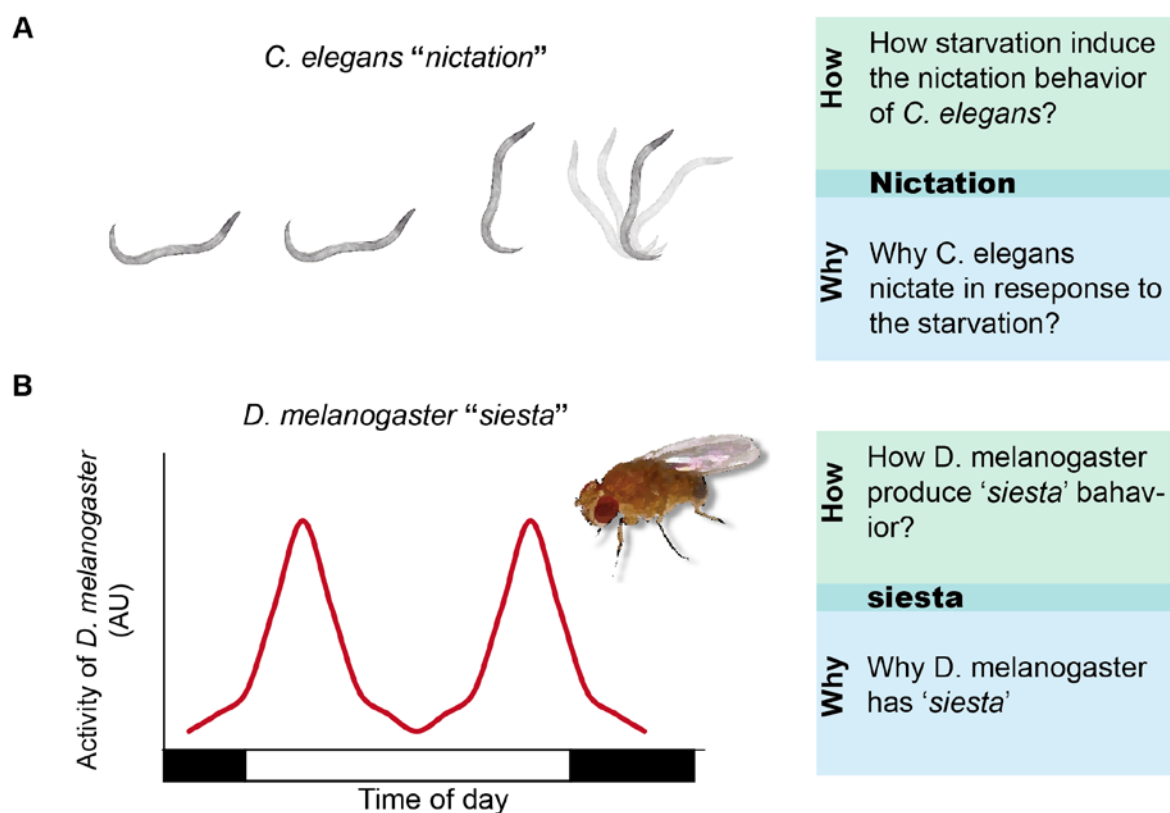 A
C. elegans “nictation”
How
How starvation induce
the nictation behavior
of C. elegans?
Nictation
Why
Why C. elegans
nictate in reseponse to
the starvation?
B
D. melanogaster “siesta”
Activity of D. melanogaster
(AU)
Time of day
How
How D. melanogaster
produce ‘siesta’ bahav-
ior?
siesta
Why
Why D. melanogaster
has ‘siesta’